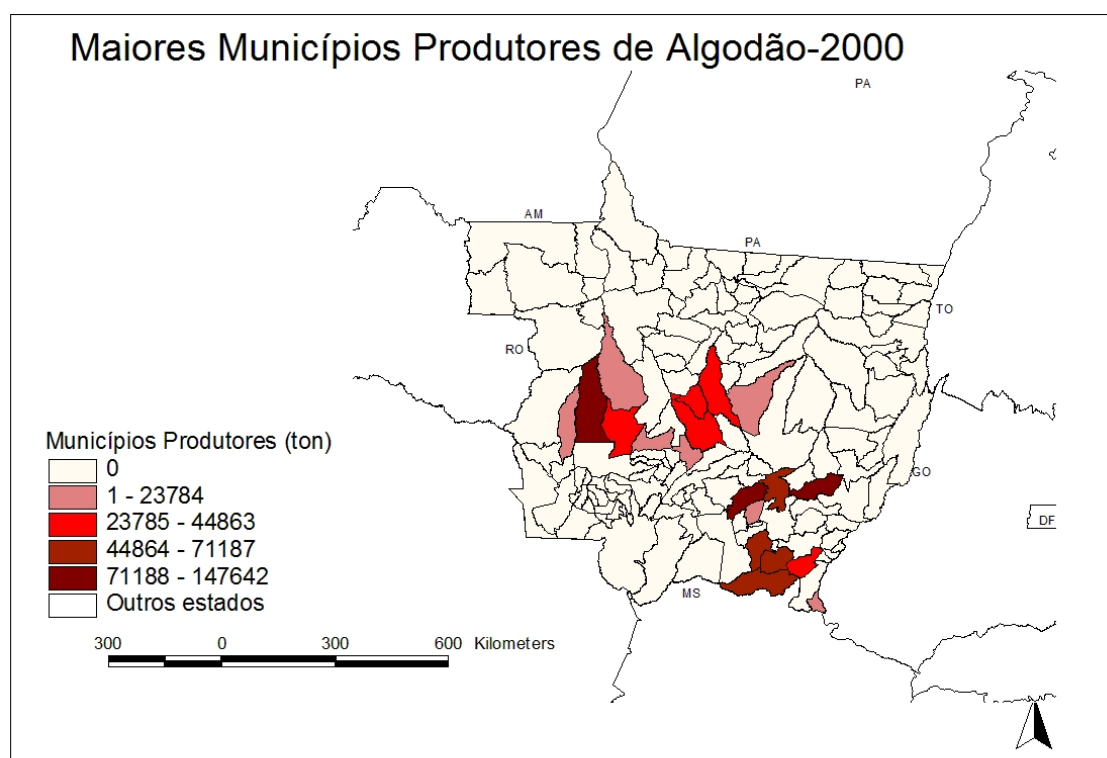 Maiores Municípios Produtores de Algodão-2000
PA
AM
PA
TO
RO
GO
DF
MS
Municípios Produtores (ton)
0
1 - 23784
23785 - 44863
44864 - 71187
71188 - 147642
Outros estados
300 0 300 600 Kilometers